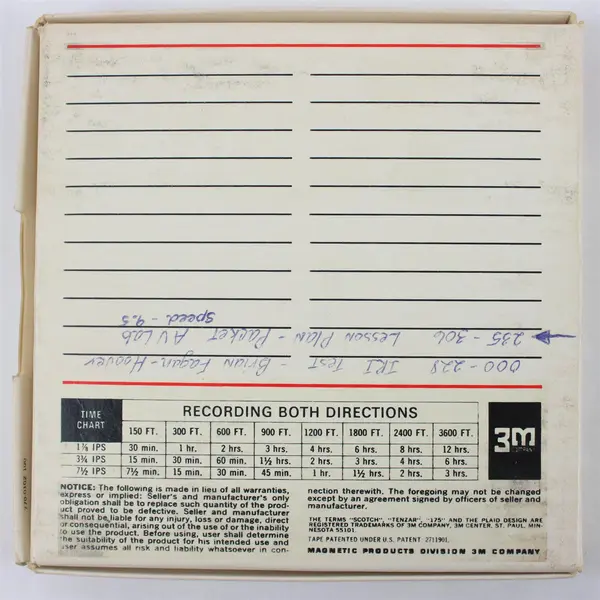 000 - 228 IRI Test - Brian Fagan - Hoover
235 - 306 Lesson Plan - Packet AV Lab
Speed - 9.5
TIME CHART
RECORDING BOTH DIRECTIONS
150 FT. 300 FT. 600 FT. 900 FT. 1200 FT. 1800 FT. 2400 FT. 3600 FT.
1⅞ IPS 30 min. 1 hr. 2 hrs. 3 hrs. 4 hrs. 6 hrs. 8 hrs. 12 hrs.
3¾ IPS 15 min. 30 min. 60 min. 1½ hrs. 2 hrs. 3 hrs. 4 hrs. 6 hrs.
7½ IPS 7½ min. 15 min. 30 min. 45 min. 1 hr. 1½ hrs. 2 hrs. 3 hrs.
3M
COMPANY
NOTICE: The following is made in lieu of all warranties,
express or implied: Seller's and manufacturer's only
obligation shall be to replace such quantity of the prod-
uct proved to be defective. Seller and manufacturer
shall not be liable for any injury, loss or damage, direct
or consequential, arising out of the use of or the inability
to use the product. Before using, user shall determine
the suitability of the product for his intended use and
user assumes all risk and liability whatsoever in con-
nection therewith. The foregoing may not be changed
except by an agreement signed by officers of seller and
manufacturer.
THE TERMS "SCOTCH", "TENZAR", "175" AND THE PLAID DESIGN ARE
REGISTERED TRADEMARKS OF 3M COMPANY, 3M CENTER, ST. PAUL, MIN-
NESOTA 55101.
TAPE PATENTED UNDER U.S. PATENT 2711901.
MAGNETIC PRODUCTS DIVISION 3M COMPANY